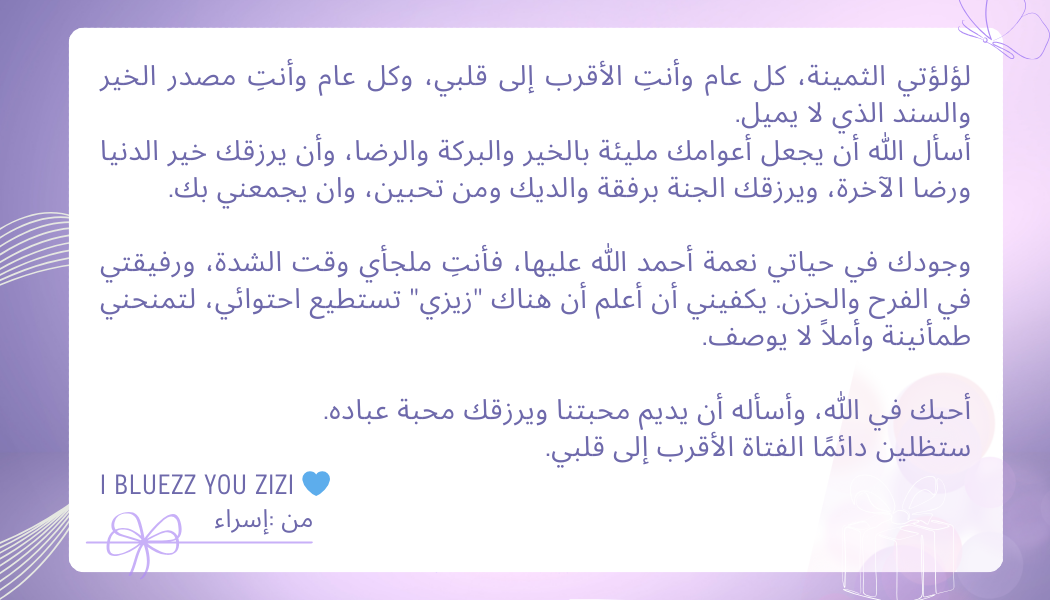 لؤلؤتي الثمينة، كل عام وأنتِ الأقرب إلى قلبي، وكل عام وأنتِ مصدر الخير
والسند الذي لا يميل.
أسأل الله أن يجعل أعوامك مليئة بالخير والبركة والرضا، وأن يرزقك خير الدنيا
ورضا الآخرة، ويرزقك الجنة برفقة والديك ومن تحبين، وان يجمعني بك.
وجودك في حياتي نعمة أحمد الله عليها، فأنتِ ملجأي وقت الشدة، ورفيقتي
في الفرح والحزن. يكفيني أن أعلم أن هناك "زيزي" تستطيع احتوائي، لتمنحني
طمأنينة وأملاً لا يوصف.
أحبك في الله، وأسأله أن يديم محبتنا ويرزقك محبة عباده.
ستظلين دائمًا الفتاة الأقرب إلى قلبي.
I BLUEZZ YOU ZIZI 💙
من :إسراء